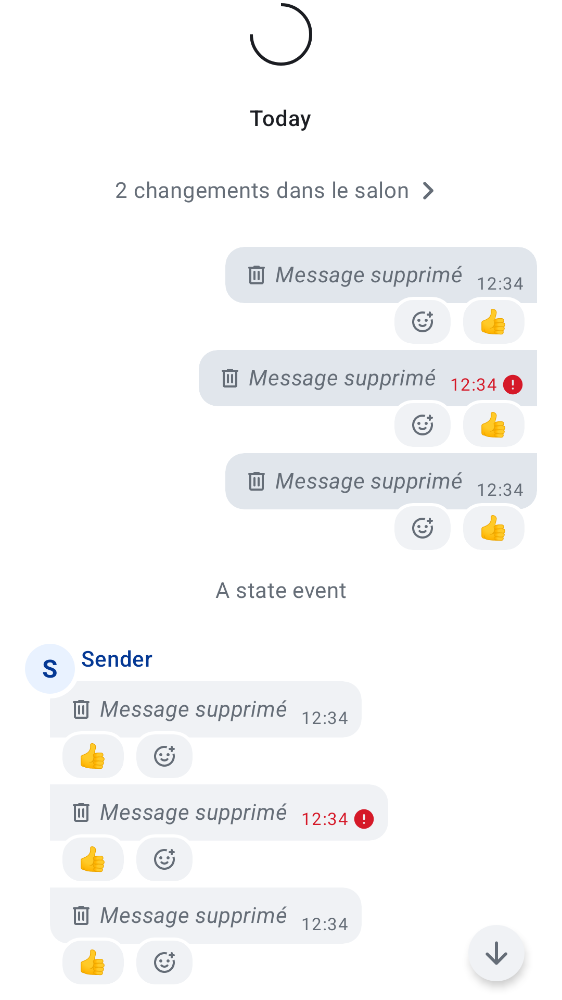 Today
2 changements dans le salon
Message supprimé 12:34
👍
Message supprimé 12:34
👍
Message supprimé 12:34
👍
A state event
S Sender
Message supprimé 12:34
👍
Message supprimé 12:34
👍
Message supprimé 12:34
👍